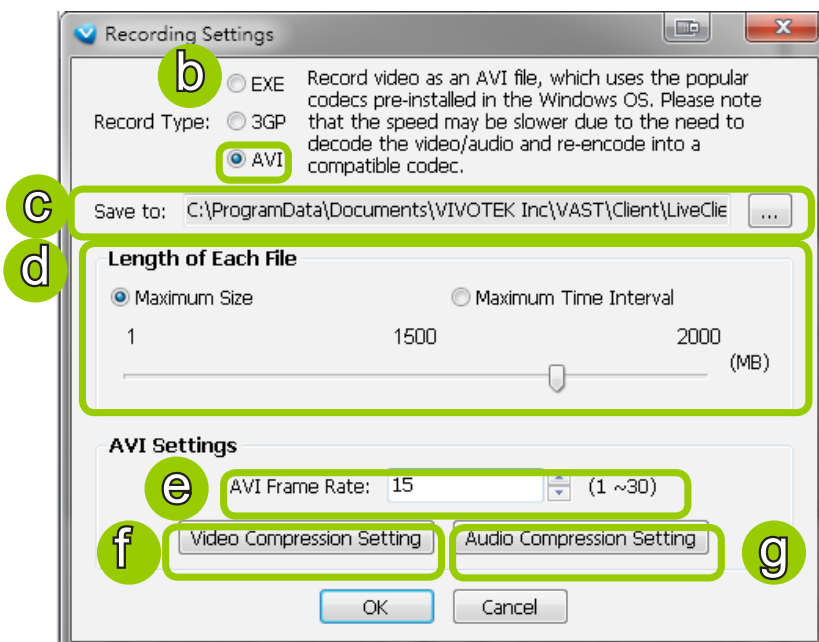 Recording Settings
b
EXE
Record Type:
3GP
AVI
Record video as an AVI file, which uses the popular
codecs pre-installed in the Windows OS. Please note
that the speed may be slower due to the need to
decode the video/audio and re-encode into a
compatible codec.
c
Save to: C:\ProgramData\Documents\VIVOTEK Inc\VAST\Client\LiveClie ...
d
Length of Each File
Maximum Size Maximum Time Interval
1 1500 2000
(MB)
AVI Settings
e
AVI Frame Rate: 15 (1 ~30)
f
Video Compression Setting Audio Compression Setting
g
OK Cancel